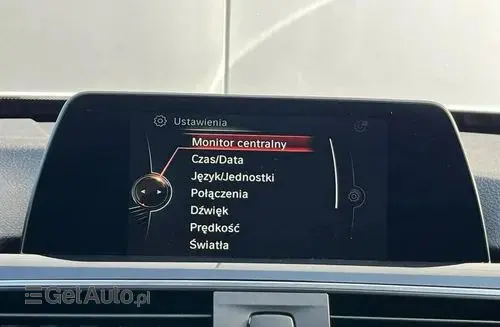 Ustawienia
Monitor centralny
Czas/Data
Język/Jednostki
Połączenia
Dźwięk
Prędkość
Światła
GetAuto.pl